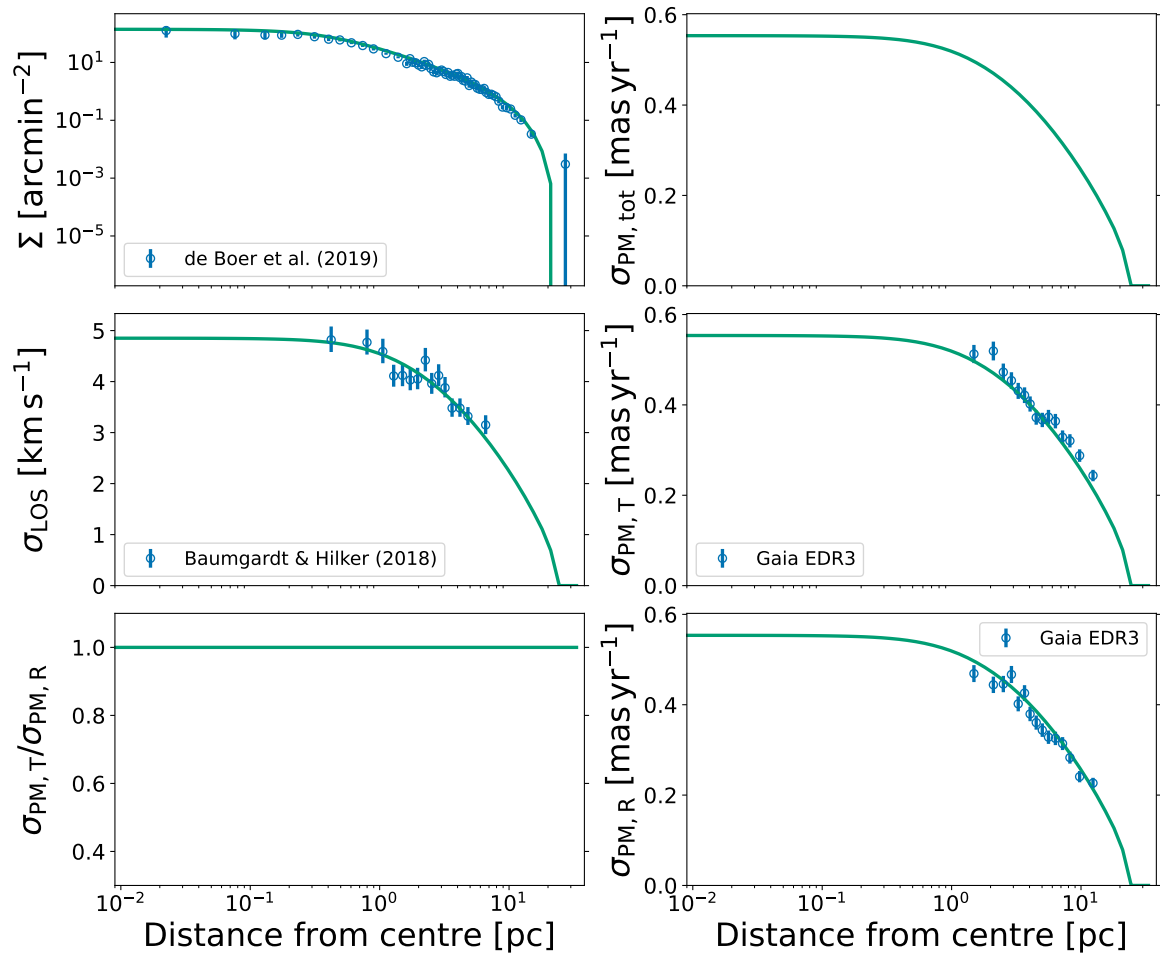 Σ [arcmin⁻²]
10¹
10⁻¹
10⁻³
10⁻⁵
de Boer et al. (2019)
σPM, tot [mas yr⁻¹]
0.6
0.4
0.2
0.0
σLOS [km s⁻¹]
5
4
3
2
1
0
Baumgardt & Hilker (2018)
σPM, T [mas yr⁻¹]
0.6
0.4
0.2
0.0
Gaia EDR3
σPM, T/σPM, R
1.0
0.8
0.6
0.4
10⁻² 10⁻¹ 10⁰ 10¹
Distance from centre [pc]
σPM, R [mas yr⁻¹]
0.6
0.4
0.2
0.0
Gaia EDR3
10⁻² 10⁻¹ 10⁰ 10¹
Distance from centre [pc]